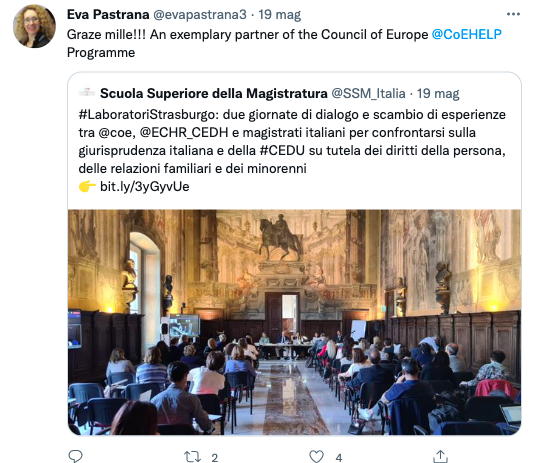 Eva Pastrana @evapastrana3 · 19 mag
Graze mille!!! An exemplary partner of the Council of Europe @CoEHELP
Programme
Scuola Superiore della Magistratura @SSM_Italia · 19 mag
#LaboratoriStrasburgo: due giornate di dialogo e scambio di esperienze
tra @coe, @ECHR_CEDH e magistrati italiani per confrontarsi sulla
giurisprudenza italiana e della #CEDU su tutela dei diritti della persona,
delle relazioni familiari e dei minorenni
👉 bit.ly/3yGyvUe
2
4